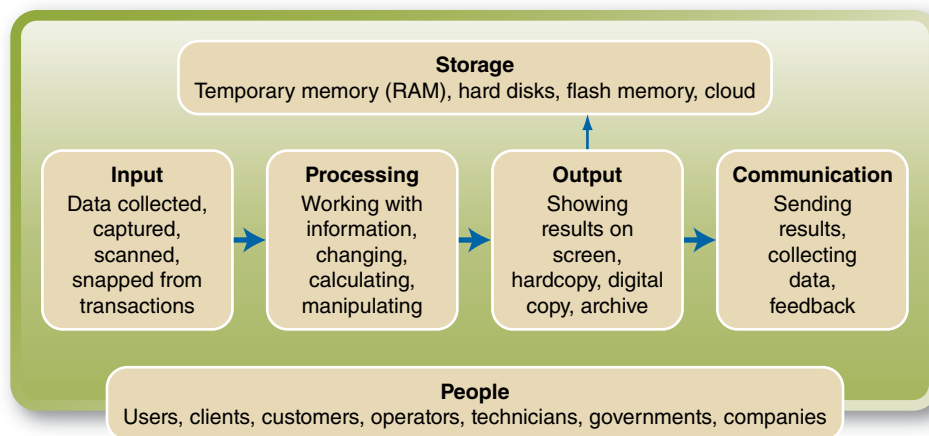 Storage
Temporary memory (RAM), hard disks, flash memory, cloud
Input
Data collected,
captured,
scanned,
snapped from
transactions
Processing
Working with
information,
changing,
calculating,
manipulating
Output
Showing
results on
screen,
hardcopy, digital
copy, archive
Communication
Sending
results,
collecting
data,
feedback
People
Users, clients, customers, operators, technicians, governments, companies